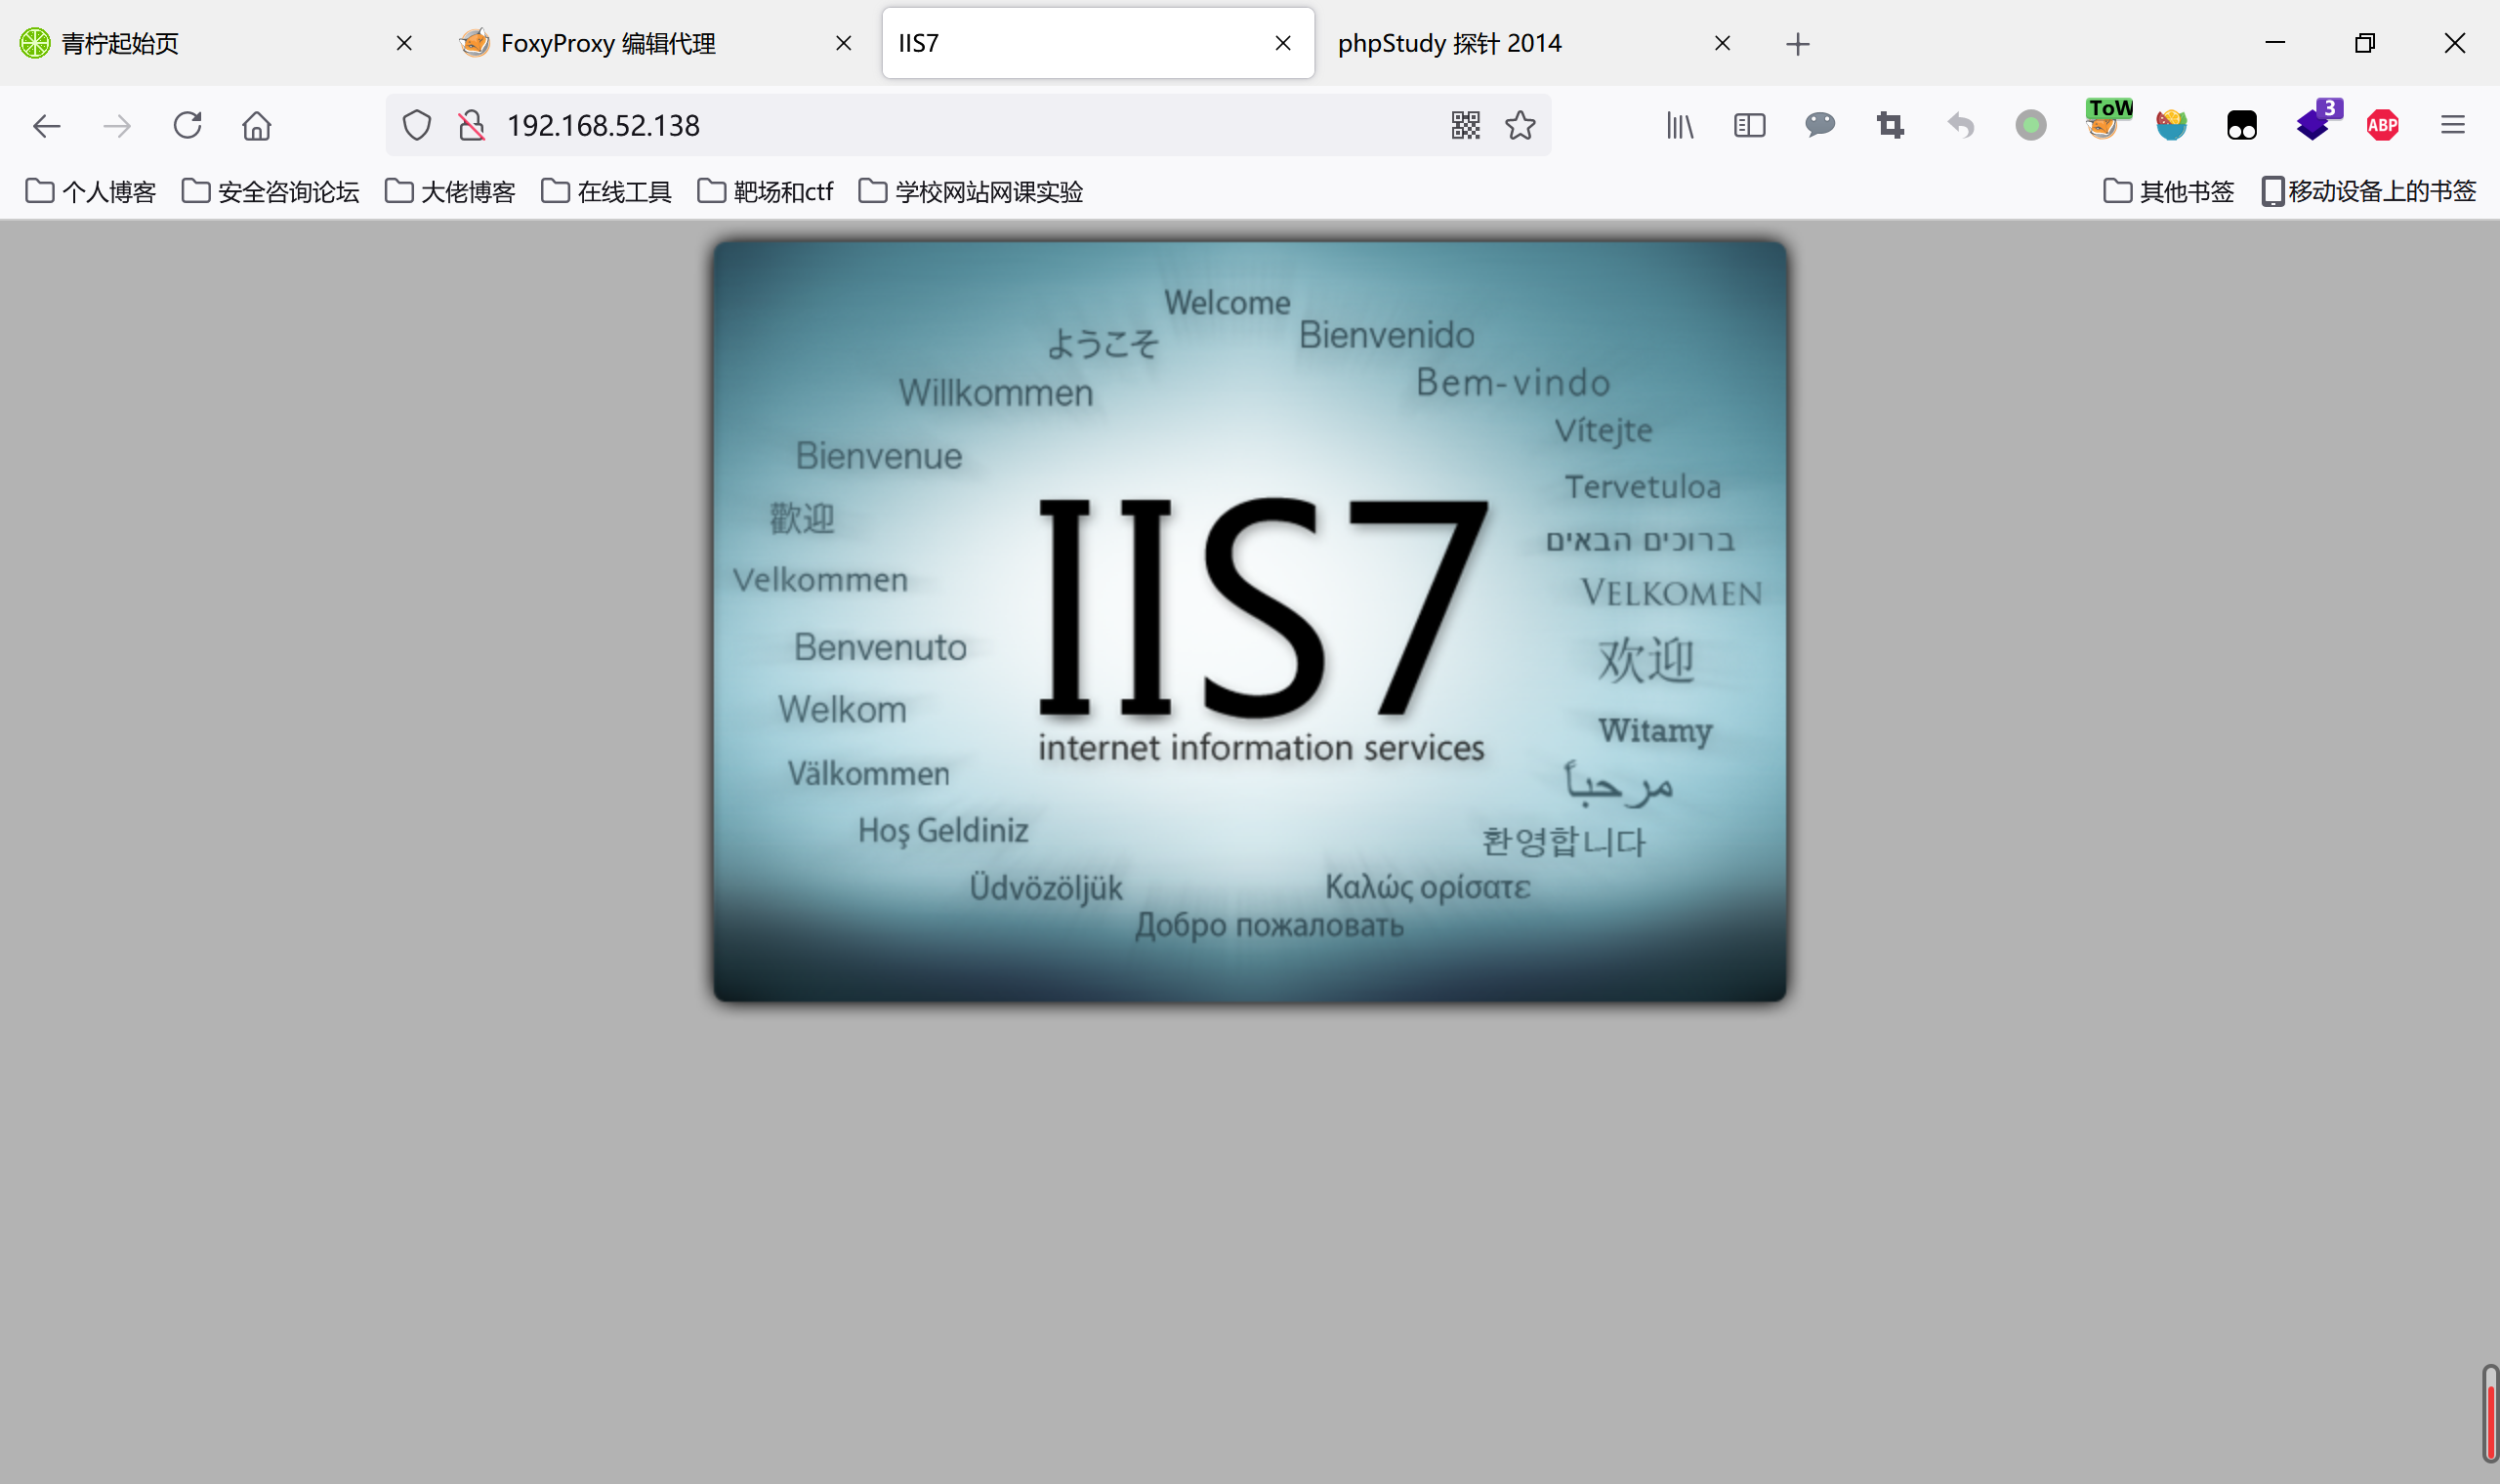 青柠起始页
FoxyProxy 编辑代理
IIS7
phpStudy 探针 2014
192.168.52.138
ToW
3
ABP
个人博客
安全咨询论坛
大佬博客
在线工具
靶场和ctf
学校网站网课实验
其他书签
移动设备上的书签
Welcome
ようこそ
Bienvenido
Willkommen
Bem-vindo
Vítejte
Bienvenue
Tervetuloa
歡迎
ברוכים הבאים
Velkommen
VELKOMEN
Benvenuto
欢迎
Welkom
Witamy
IIS7
internet information services
Välkommen
مرحباً
Hoş Geldiniz
환영합니다
Üdvözöljük
Καλώς ορίσατε
Добро пожаловать